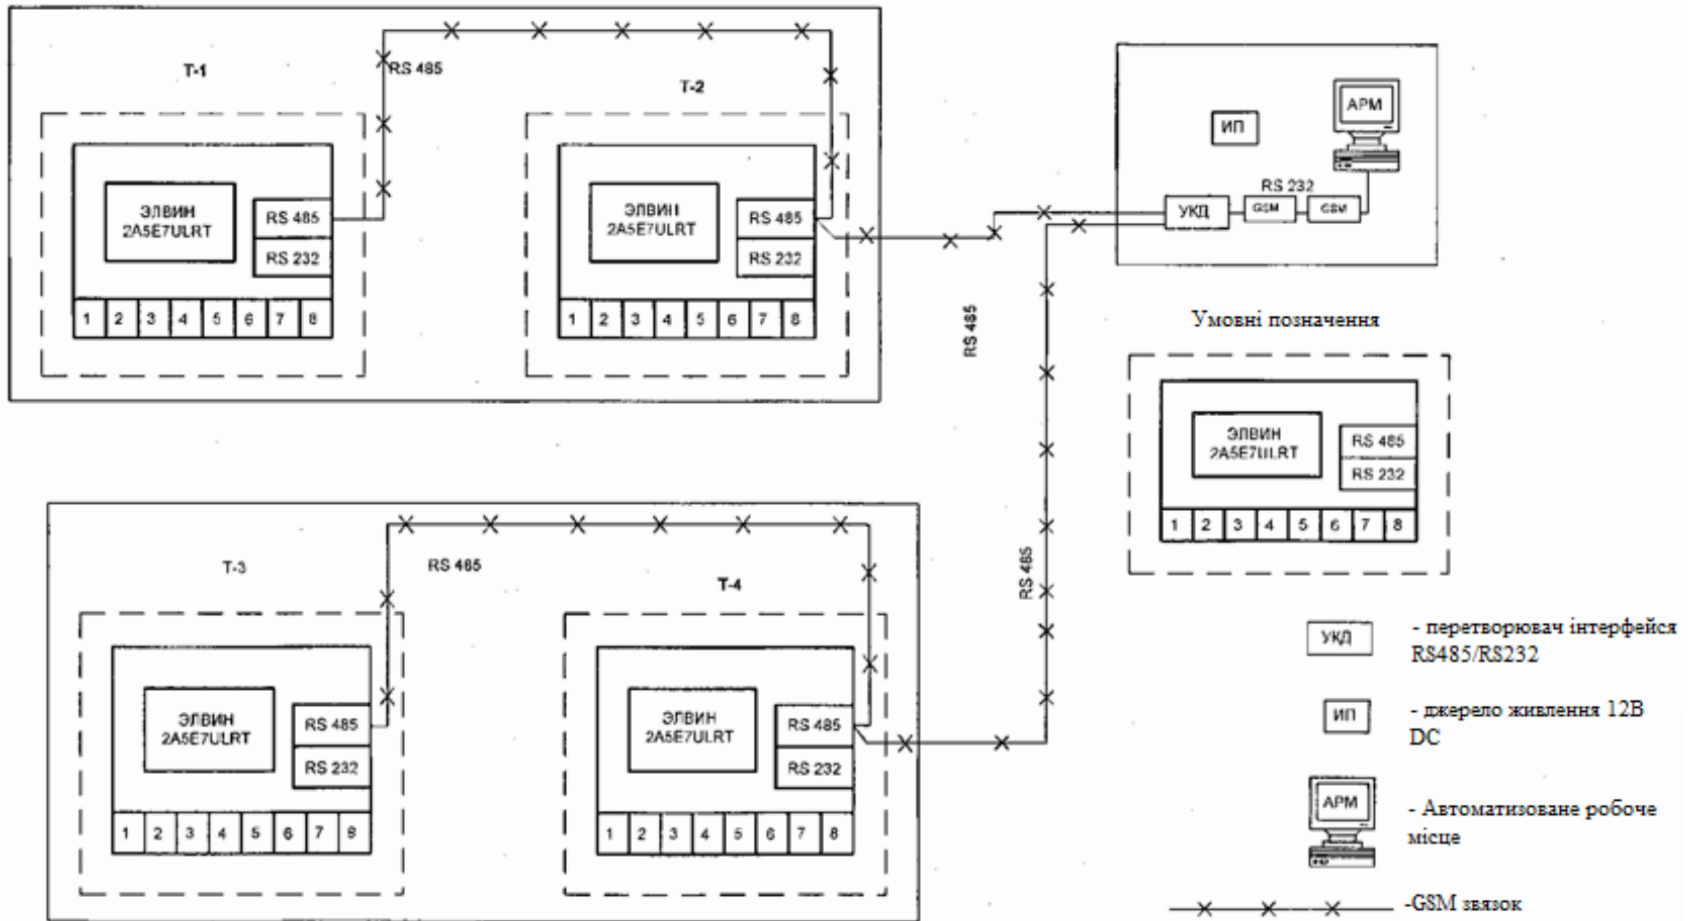 T-1
RS 485
T-2
ЭЛВИН
2А5Е7ULRT
RS 485
RS 232
1 2 3 4 5 6 7 8
ЭЛВИН
2А5Е7ULRT
RS 485
RS 232
1 2 3 4 5 6 7 8
АРМ
ИП
RS 232
УКД
GSM
GSM
RS 485
RS 485
Умовні позначення
ЭЛВИН
2А5Е7ULRT
RS 485
RS 232
1 2 3 4 5 6 7 8
T-3
RS 485
T-4
ЭЛВИН
2А5Е7ULRT
RS 485
RS 232
1 2 3 4 5 6 7 8
ЭЛВИН
2А5Е7ULRT
RS 485
RS 232
1 2 3 4 5 6 7 8
УКД
- перетворювач інтерфейся
RS485/RS232
ИП
- джерело живлення 12В
DC
АРМ
- Автоматизоване робоче
місце
-GSM звязок